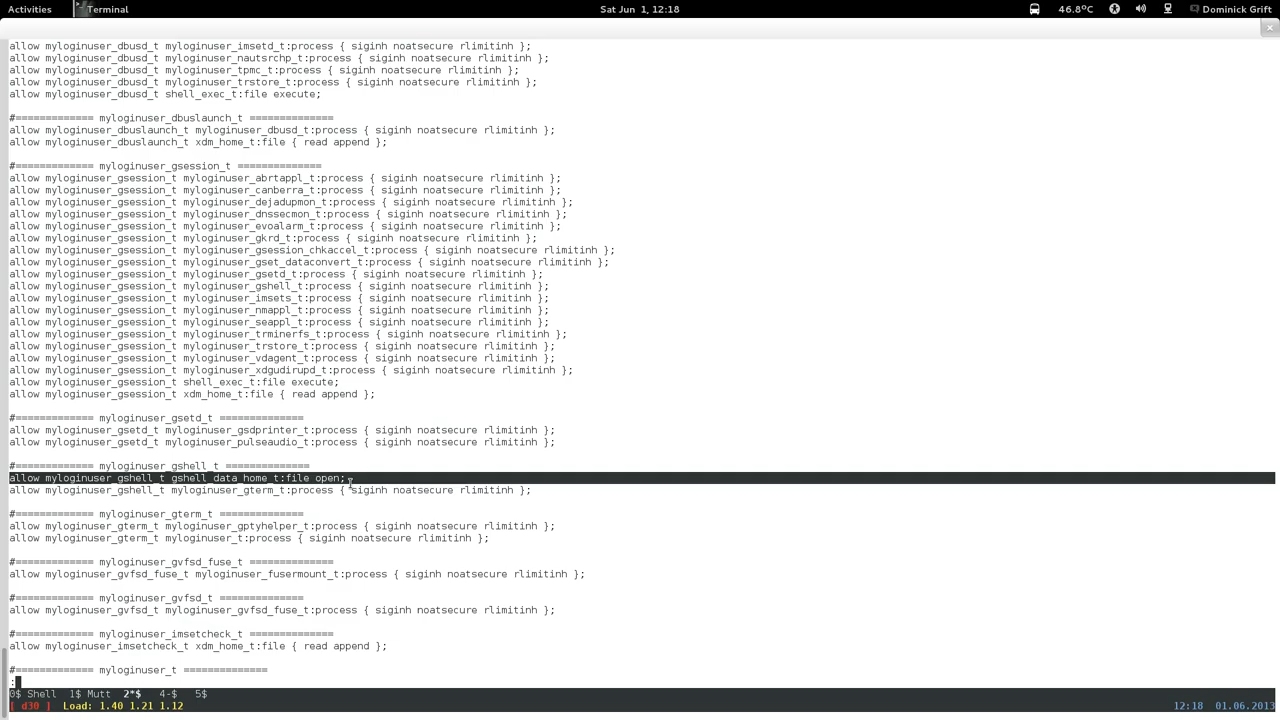 Activities Terminal Sat Jun 1, 12:18 46.8°C Dominick Grift
allow myloginuser_dbusd_t myloginuser_imsetd_t:process { siginh noatsecure rlimitinh };
allow myloginuser_dbusd_t myloginuser_nautsrchp_t:process { siginh noatsecure rlimitinh };
allow myloginuser_dbusd_t myloginuser_tpmc_t:process { siginh noatsecure rlimitinh };
allow myloginuser_dbusd_t myloginuser_trstore_t:process { siginh noatsecure rlimitinh };
allow myloginuser_dbusd_t shell_exec_t:file execute;
#============= myloginuser_dbuslaunch_t ==============
allow myloginuser_dbuslaunch_t myloginuser_dbusd_t:process { siginh noatsecure rlimitinh };
allow myloginuser_dbuslaunch_t xdm_home_t:file { read append };
#============= myloginuser_gsession_t ==============
allow myloginuser_gsession_t myloginuser_abrtappl_t:process { siginh noatsecure rlimitinh };
allow myloginuser_gsession_t myloginuser_canberra_t:process { siginh noatsecure rlimitinh };
allow myloginuser_gsession_t myloginuser_dejadupmon_t:process { siginh noatsecure rlimitinh };
allow myloginuser_gsession_t myloginuser_dnssecmon_t:process { siginh noatsecure rlimitinh };
allow myloginuser_gsession_t myloginuser_evoalarm_t:process { siginh noatsecure rlimitinh };
allow myloginuser_gsession_t myloginuser_gkrd_t:process { siginh noatsecure rlimitinh };
allow myloginuser_gsession_t myloginuser_gsession_chkaccel_t:process { siginh noatsecure rlimitinh };
allow myloginuser_gsession_t myloginuser_gset_dataconvert_t:process { siginh noatsecure rlimitinh };
allow myloginuser_gsession_t myloginuser_gsetd_t:process { siginh noatsecure rlimitinh };
allow myloginuser_gsession_t myloginuser_gshell_t:process { siginh noatsecure rlimitinh };
allow myloginuser_gsession_t myloginuser_imsets_t:process { siginh noatsecure rlimitinh };
allow myloginuser_gsession_t myloginuser_nmappl_t:process { siginh noatsecure rlimitinh };
allow myloginuser_gsession_t myloginuser_seappl_t:process { siginh noatsecure rlimitinh };
allow myloginuser_gsession_t myloginuser_trminerfs_t:process { siginh noatsecure rlimitinh };
allow myloginuser_gsession_t myloginuser_trstore_t:process { siginh noatsecure rlimitinh };
allow myloginuser_gsession_t myloginuser_vdagent_t:process { siginh noatsecure rlimitinh };
allow myloginuser_gsession_t myloginuser_xdgudirupd_t:process { siginh noatsecure rlimitinh };
allow myloginuser_gsession_t shell_exec_t:file execute;
allow myloginuser_gsession_t xdm_home_t:file { read append };
#============= myloginuser_gsetd_t ==============
allow myloginuser_gsetd_t myloginuser_gsdprinter_t:process { siginh noatsecure rlimitinh };
allow myloginuser_gsetd_t myloginuser_pulseaudio_t:process { siginh noatsecure rlimitinh };
#============= myloginuser_gshell_t ==============
allow myloginuser_gshell_t gshell_data_home_t:file open;
allow myloginuser_gshell_t myloginuser_gterm_t:process { siginh noatsecure rlimitinh };
#============= myloginuser_gterm_t ==============
allow myloginuser_gterm_t myloginuser_gptyhelper_t:process { siginh noatsecure rlimitinh };
allow myloginuser_gterm_t myloginuser_t:process { siginh noatsecure rlimitinh };
#============= myloginuser_gvfsd_fuse_t ==============
allow myloginuser_gvfsd_fuse_t myloginuser_fusermount_t:process { siginh noatsecure rlimitinh };
#============= myloginuser_gvfsd_t ==============
allow myloginuser_gvfsd_t myloginuser_gvfsd_fuse_t:process { siginh noatsecure rlimitinh };
#============= myloginuser_imsetcheck_t ==============
allow myloginuser_imsetcheck_t xdm_home_t:file { read append };
#============= myloginuser_t ==============
:
0$ Shell 1$ Mutt 2*$ 4-$ 5$
[ d30 ] Load: 1.40 1.21 1.12 12:18 01.06.2013